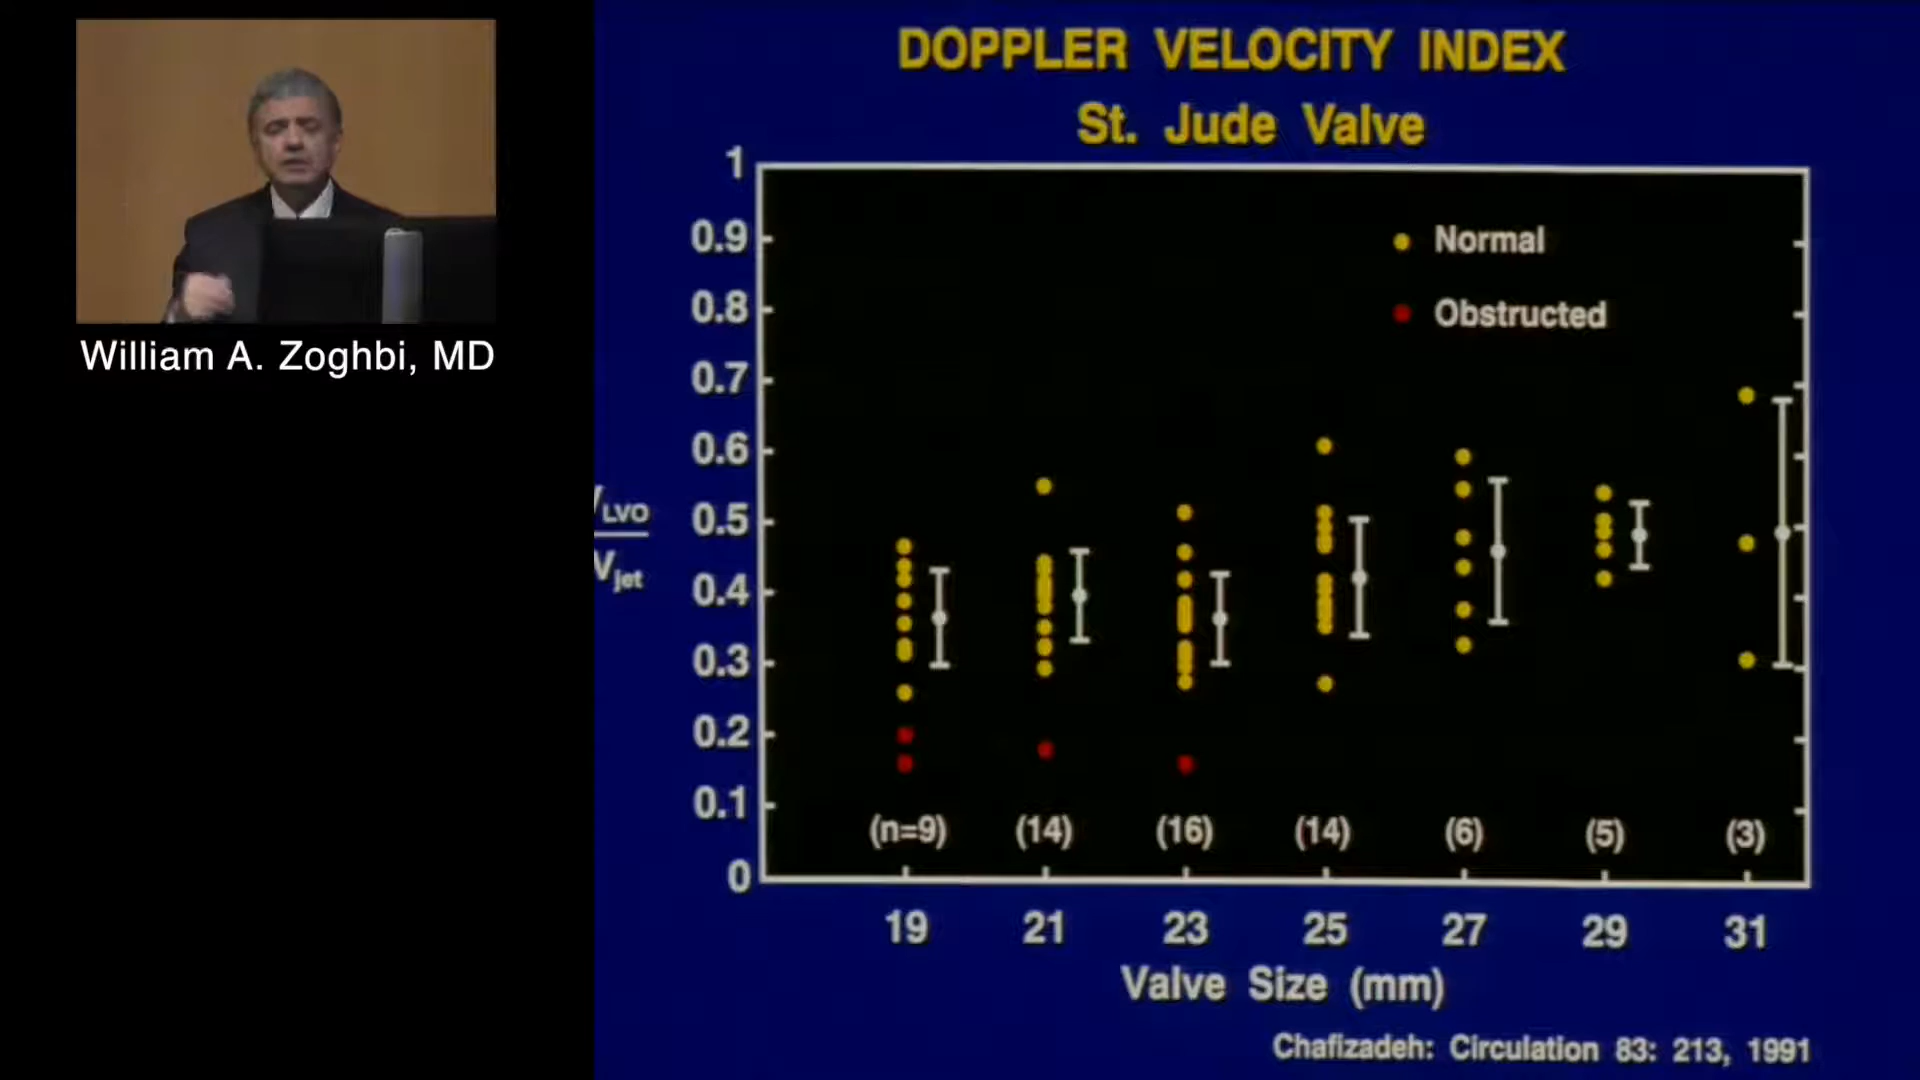 DOPPLER VELOCITY INDEX
St. Jude Valve
William A. Zoghbi, MD
1
0.9
0.8
0.7
0.6
0.5
0.4
0.3
0.2
0.1
0
V LVO
V jet
Normal
Obstructed
(n=9) (14) (16) (14) (6) (5) (3)
19 21 23 25 27 29 31
Valve Size (mm)
Chafizadeh: Circulation 83: 213, 1991